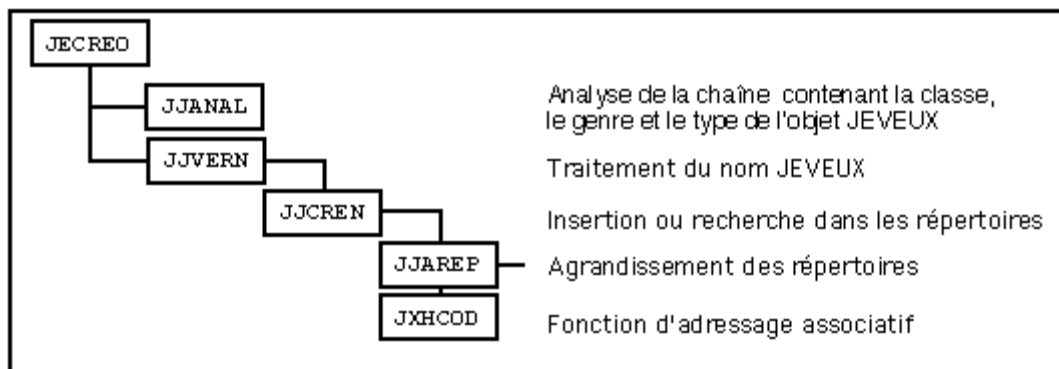 JECREO
JJANAL
Analyse de la chaîne contenant la classe,
le genre et le type de l'objet JEVEUX
JJVERN
Traitement du nom JEVEUX
JJCREN
Insertion ou recherche dans les répertoires
JJAREP
Agrandissement des répertoires
JXHCOD
Fonction d'adressage associatif